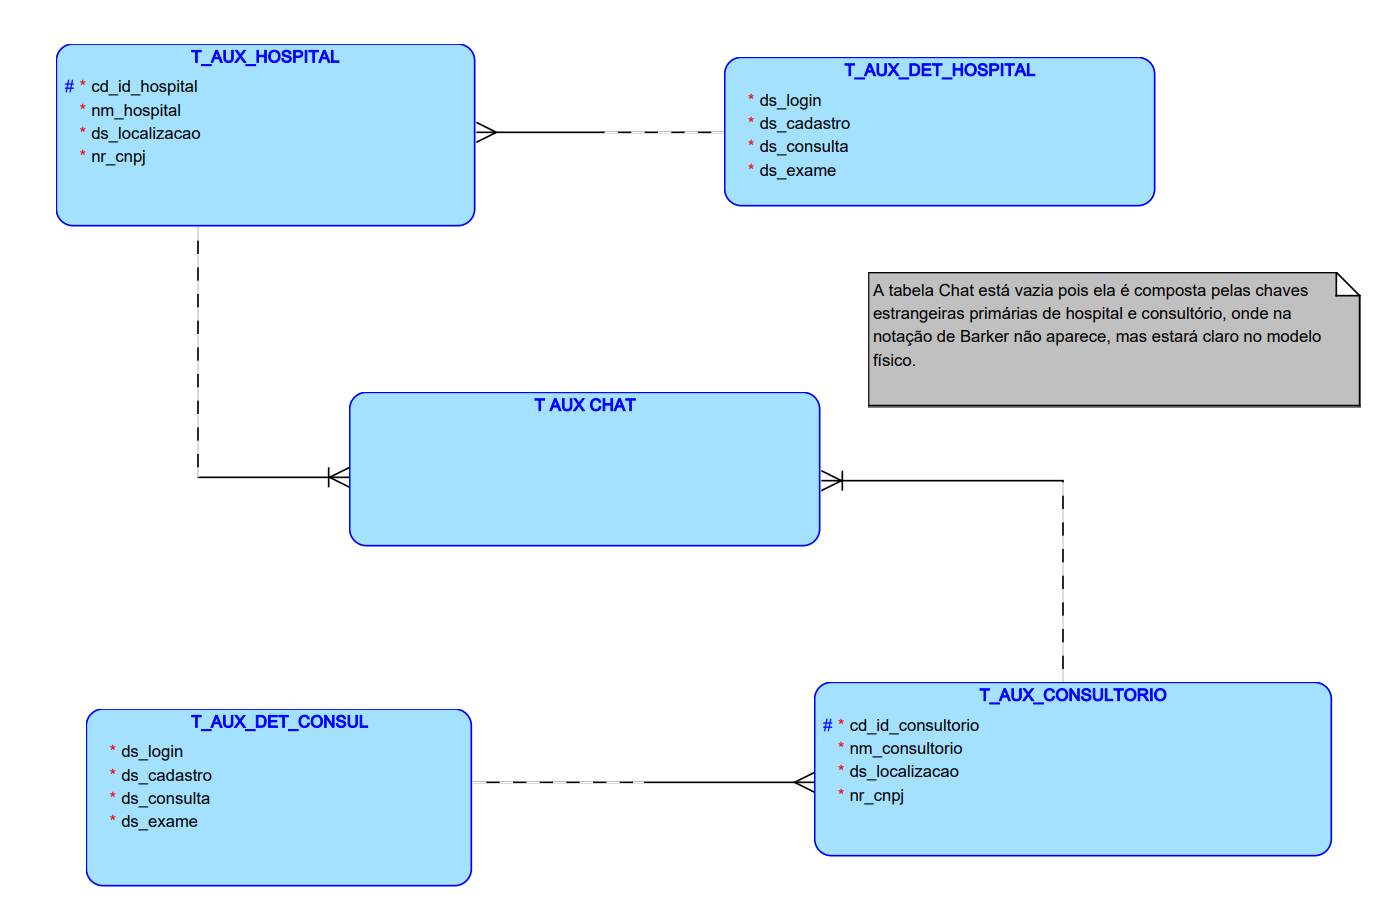 T_AUX_HOSPITAL
# * cd_id_hospital
* nm_hospital
* ds_localizacao
* nr_cnpj
T_AUX_DET_HOSPITAL
* ds_login
* ds_cadastro
* ds_consulta
* ds_exame
A tabela Chat está vazia pois ela é composta pelas chaves
estrangeiras primárias de hospital e consultório, onde na
notação de Barker não aparece, mas estará claro no modelo
físico.
T AUX CHAT
T_AUX_DET_CONSUL
* ds_login
* ds_cadastro
* ds_consulta
* ds_exame
T_AUX_CONSULTORIO
# * cd_id_consultorio
* nm_consultorio
* ds_localizacao
* nr_cnpj